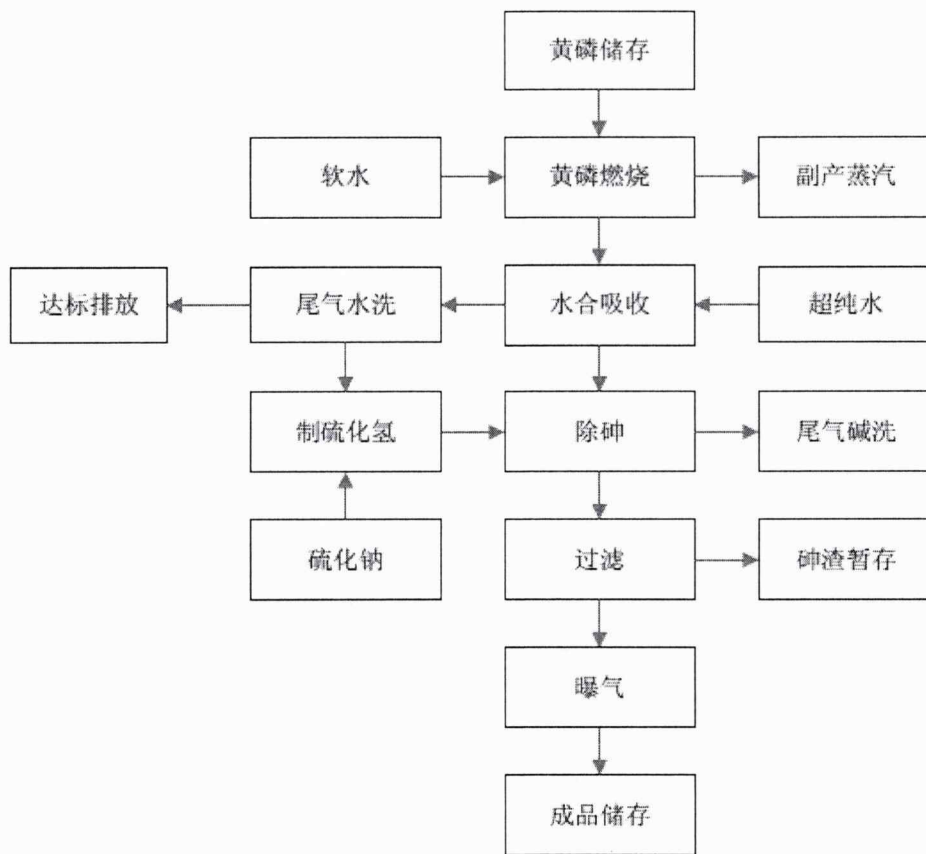 黄磷储存
软水
黄磷燃烧
副产蒸汽
达标排放
尾气水洗
水合吸收
超纯水
制硫化氢
除砷
尾气碱洗
硫化钠
过滤
砷渣暂存
曝气
成品储存